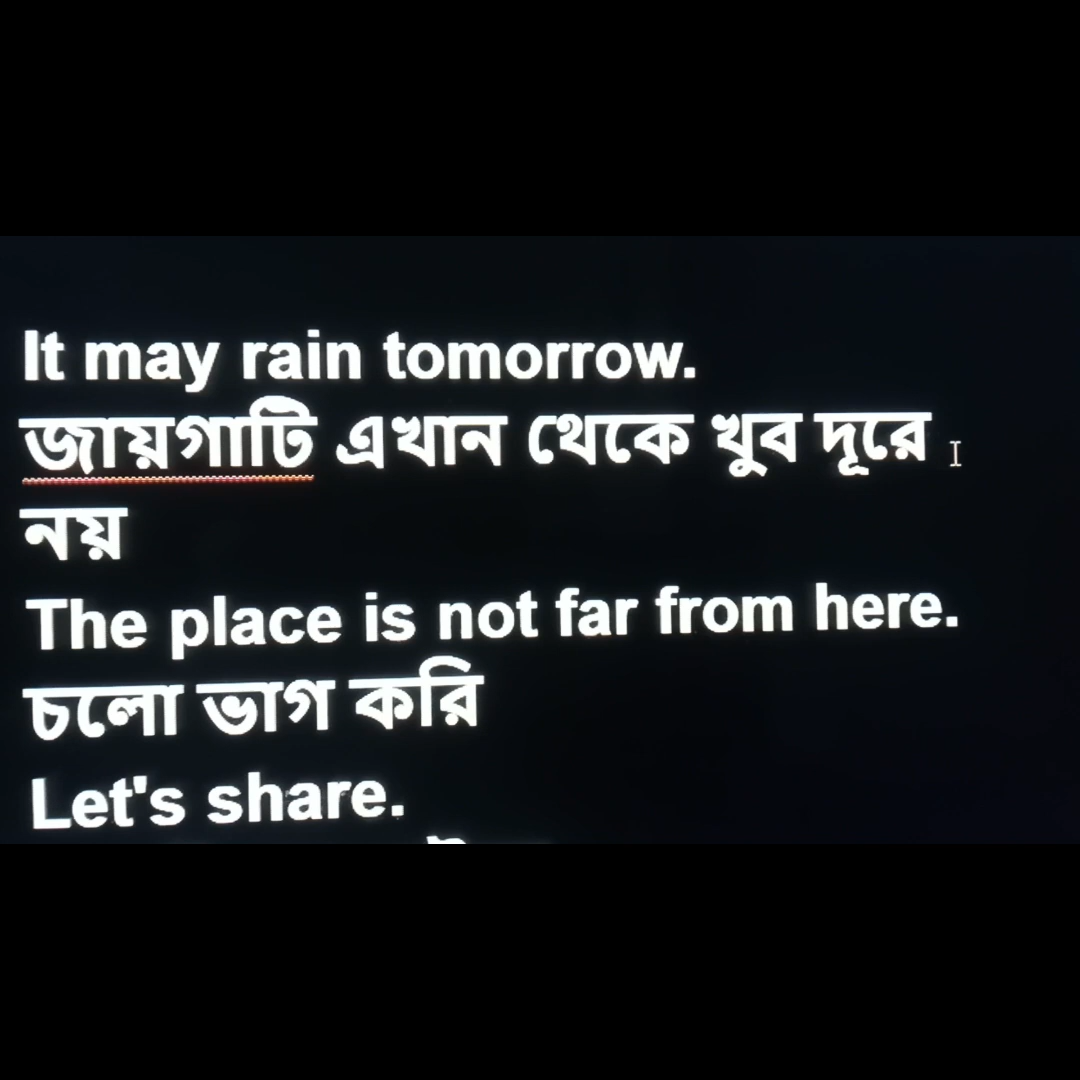 It may rain tomorrow.
জায়গাটি এখান থেকে খুব দূরে
নয়
The place is not far from here.
চলো ভাগ করি
Let's share.